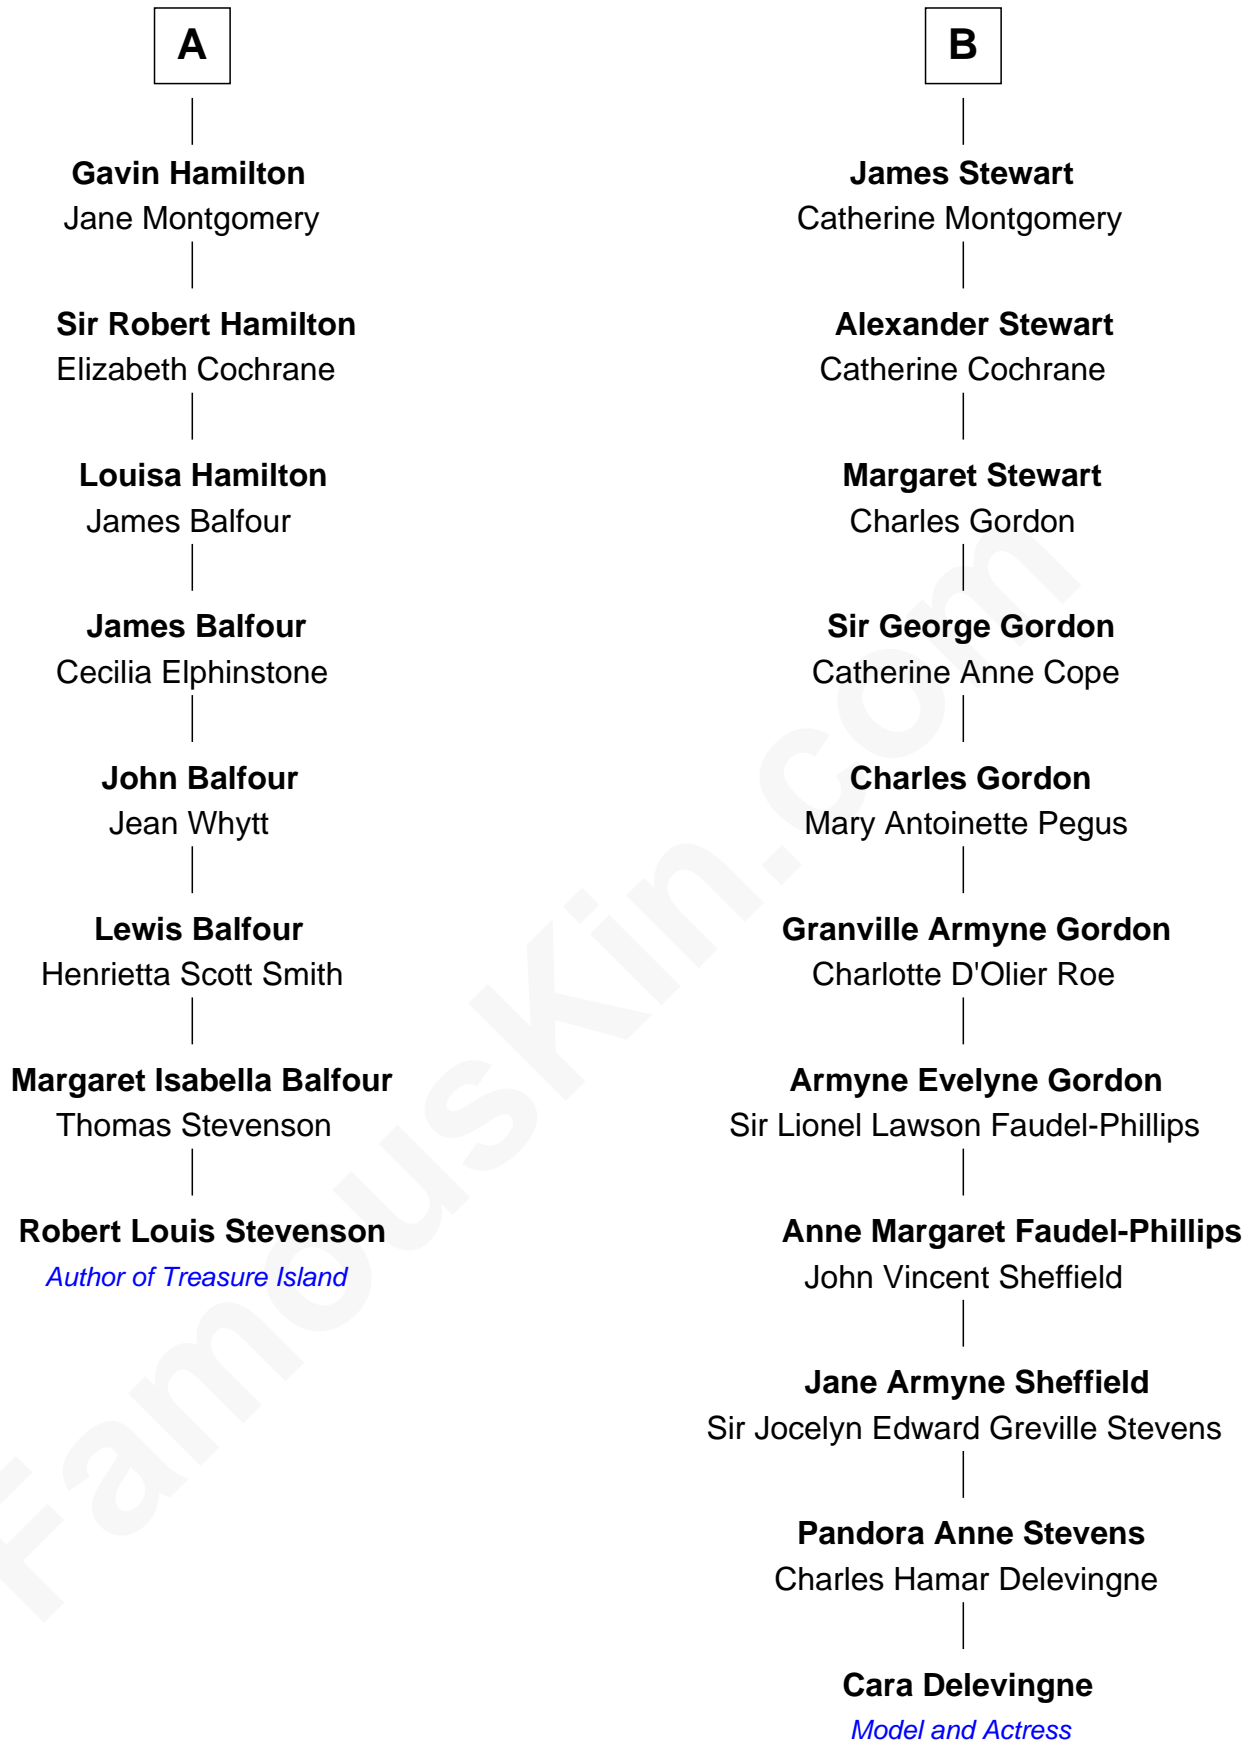 A
Gavin Hamilton
Jane Montgomery
Sir Robert Hamilton
Elizabeth Cochrane
Louisa Hamilton
James Balfour
James Balfour
Cecilia Elphinstone
John Balfour
Jean Whytt
Lewis Balfour
Henrietta Scott Smith
Margaret Isabella Balfour
Thomas Stevenson
Robert Louis Stevenson
Author of Treasure Island
B
James Stewart
Catherine Montgomery
Alexander Stewart
Catherine Cochrane
Margaret Stewart
Charles Gordon
Sir George Gordon
Catherine Anne Cope
Charles Gordon
Mary Antoinette Pegus
Granville Armyne Gordon
Charlotte D'Olier Roe
Armyne Evelyne Gordon
Sir Lionel Lawson Faudel-Phillips
Anne Margaret Faudel-Phillips
John Vincent Sheffield
Jane Armyne Sheffield
Sir Jocelyn Edward Greville Stevens
Pandora Anne Stevens
Charles Hamar Delevingne
Cara Delevingne
Model and Actress
FamousKin.com